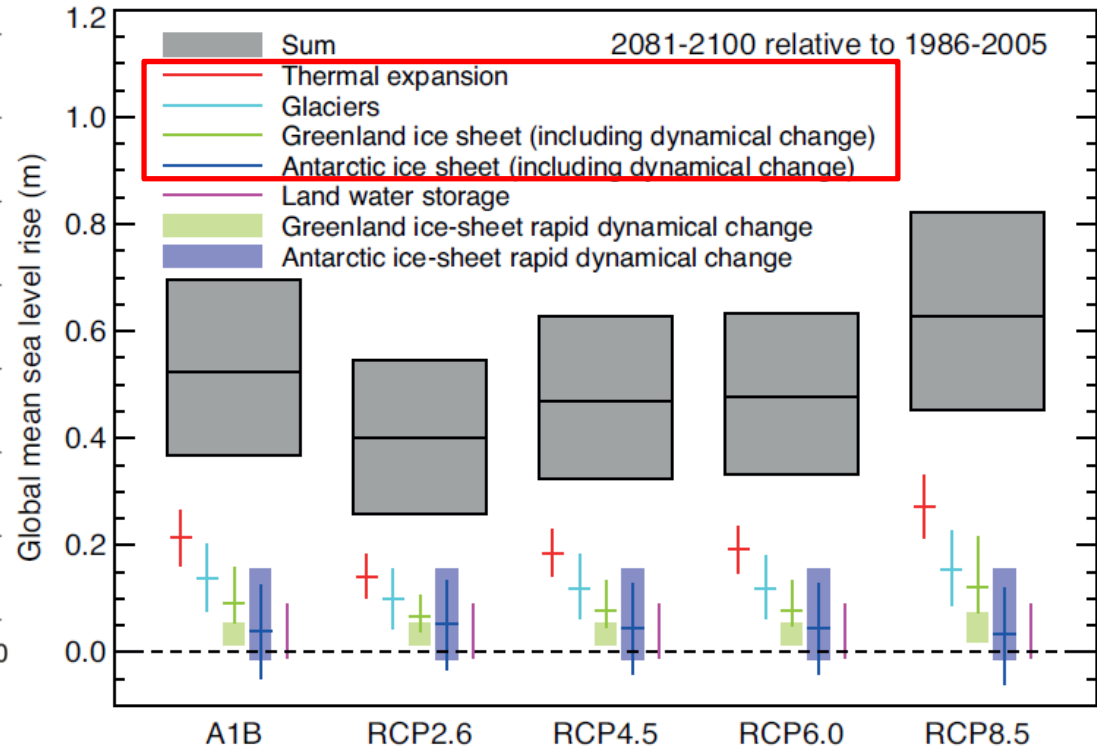 1.2
Sum
2081-2100 relative to 1986-2005
Thermal expansion
1.0
Glaciers
Greenland ice sheet (including dynamical change)
Antarctic ice sheet (including dynamical change)
Land water storage
0.8
Greenland ice-sheet rapid dynamical change
Antarctic ice-sheet rapid dynamical change
Global mean sea level rise (m)
0.6
0.4
0.2
0.0
0
A1B
RCP2.6
RCP4.5
RCP6.0
RCP8.5